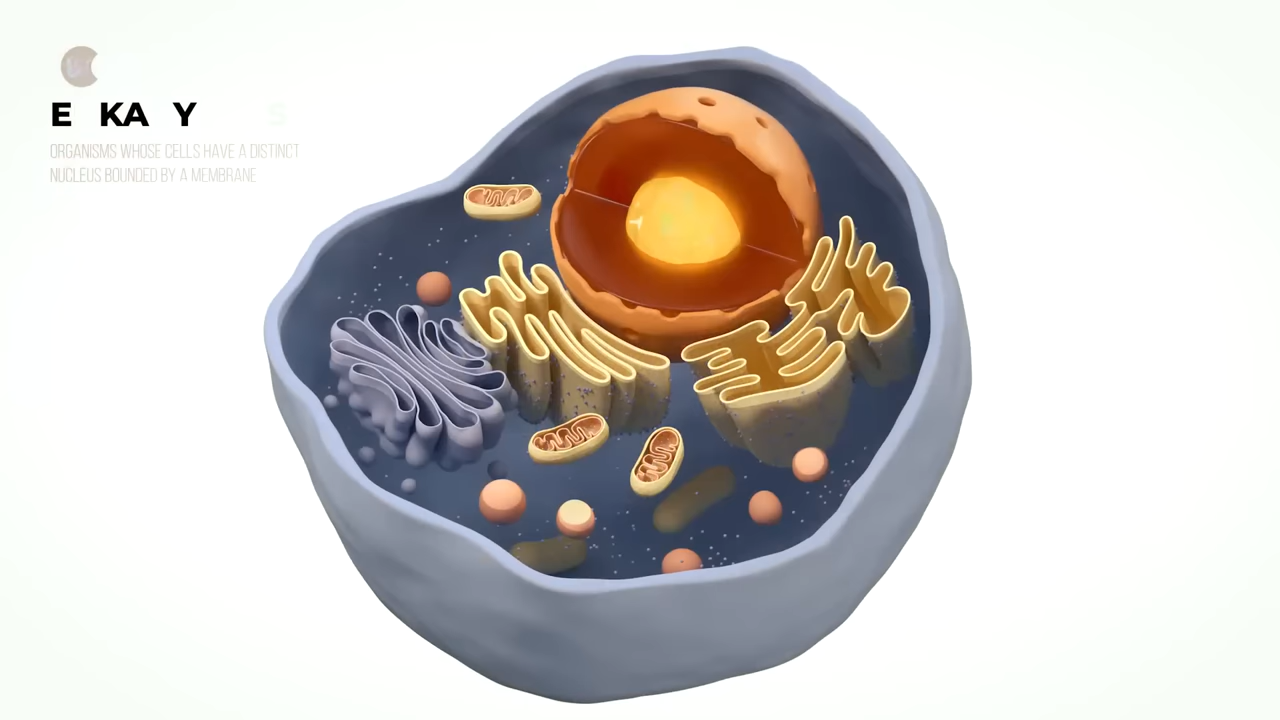 E KA Y S
ORGANISMS WHOSE CELLS HAVE A DISTINCT
NUCLEUS BOUNDED BY A MEMBRANE